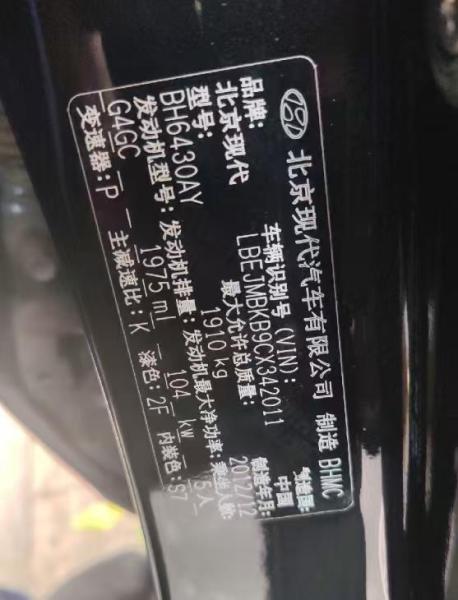 北京现代汽车有限公司 制造 BHMC
品牌: 车辆识别号 (VIN): 制造国:
北京现代 LBEJMBKB9CX342011 中国
型号: 最大允许总质量: 制造年月:
BH6430AY 1910 kg 2012/12
发动机型号: 发动机排量: 发动机最大净功率: 乘坐人数:
G4GC 1975 ml 104 kw 5人
变速器: P 主减速比: K 漆色: 2F 内装色: S7